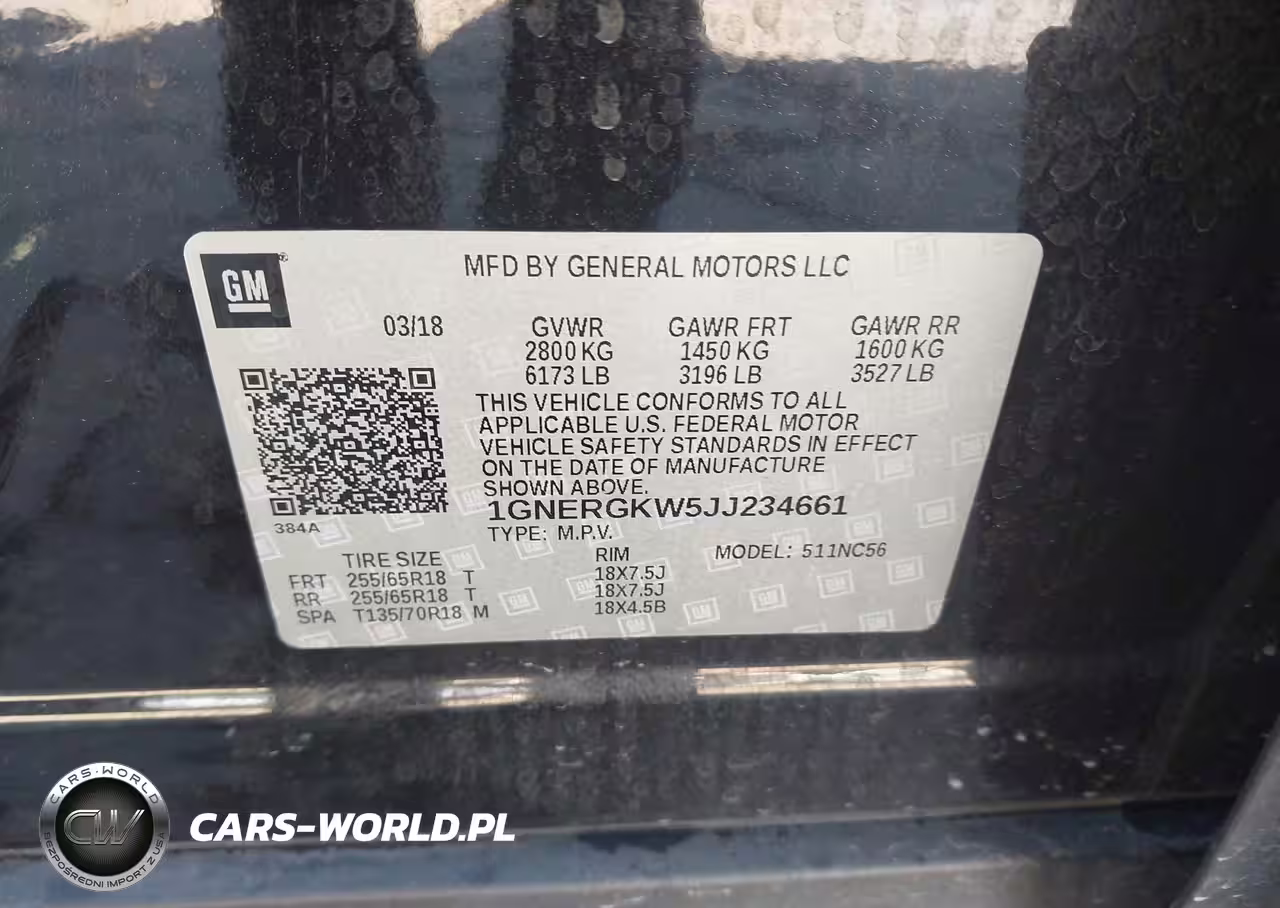 GM®
MFD BY GENERAL MOTORS LLC
03/18 GVWR GAWR FRT GAWR RR
2800 KG 1450 KG 1600 KG
6173 LB 3196 LB 3527 LB
THIS VEHICLE CONFORMS TO ALL
APPLICABLE U.S. FEDERAL MOTOR
VEHICLE SAFETY STANDARDS IN EFFECT
ON THE DATE OF MANUFACTURE
SHOWN ABOVE.
1GNERGKW5JJ234661
384A
TYPE: M.P.V.
TIRE SIZE RIM MODEL: 511NC56
FRT 255/65R18 T 18X7.5J
RR 255/65R18 T 18X7.5J
SPA T135/70R18 M 18X4.5B
CARS-WORLD
CW
BEZPOŚREDNI IMPORT Z USA
CARS-WORLD.PL